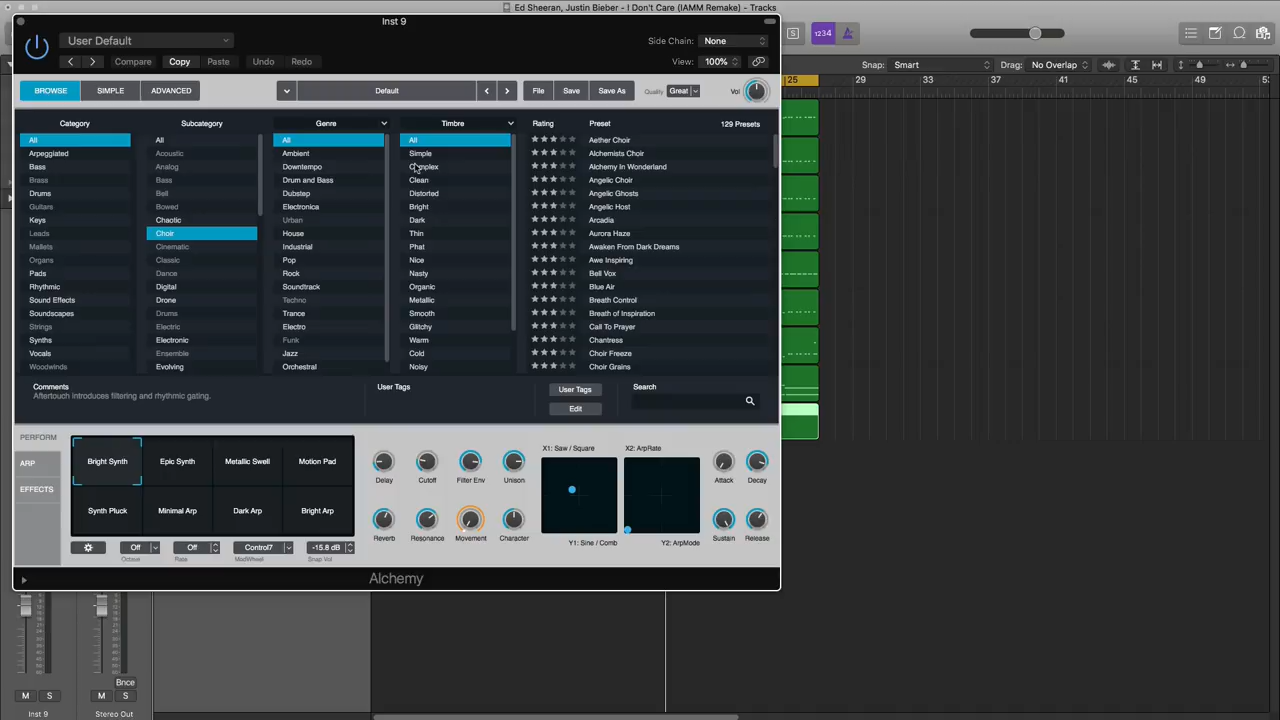 Ed Sheeran, Justin Bieber - I Don't Care (IAMM Remake) - Tracks
Inst 9
User Default
Side Chain: None
Compare Copy Paste Undo Redo
View: 100%
1234
Snap: Smart
Drag: No Overlap
BROWSE SIMPLE ADVANCED
Default
File Save Save As
Quality Great
Vol
25 29 33 37 41 45 49
Category Subcategory Genre Timbre Rating Preset 129 Presets
All All All All Aether Choir
Arpeggiated Acoustic Ambient Simple Alchemists Choir
Bass Analog Downtempo Complex Alchemy In Wonderland
Brass Bass Drum and Bass Clean Angelic Choir
Drums Bell Dubstep Distorted Angelic Ghosts
Guitars Bowed Electronica Bright Angelic Host
Keys Chaotic Urban Dark Arcadia
Leads Choir House Thin Aurora Haze
Mallets Cinematic Industrial Phat Awaken From Dark Dreams
Organs Classic Pop Nice Awe Inspiring
Pads Dance Rock Nasty Bell Vox
Rhythmic Digital Soundtrack Organic Blue Air
Sound Effects Drone Techno Metallic Breath Control
Soundscapes Drums Trance Smooth Breath of Inspiration
Strings Electric Electro Glitchy Call To Prayer
Synths Electronic Funk Warm Chantress
Vocals Ensemble Jazz Cold Choir Freeze
Woodwinds Evolving Orchestral Noisy Choir Grains
Comments
Aftertouch introduces filtering and rhythmic gating.
User Tags
User Tags
Edit
Search
PERFORM
ARP
EFFECTS
Bright Synth Epic Synth Metallic Swell Motion Pad
Synth Pluck Minimal Arp Dark Arp Bright Arp
Off Off Control7 -15.8 dB
Octave Rate ModWheel Snap Vol
Delay Cutoff Filter Env Unison
Reverb Resonance Movement Character
X1: Saw / Square X2: ArpRate
Y1: Sine / Comb Y2: ArpMode
Attack Decay
Sustain Release
Alchemy
Bnce
M S M S
Inst 9 Stereo Out